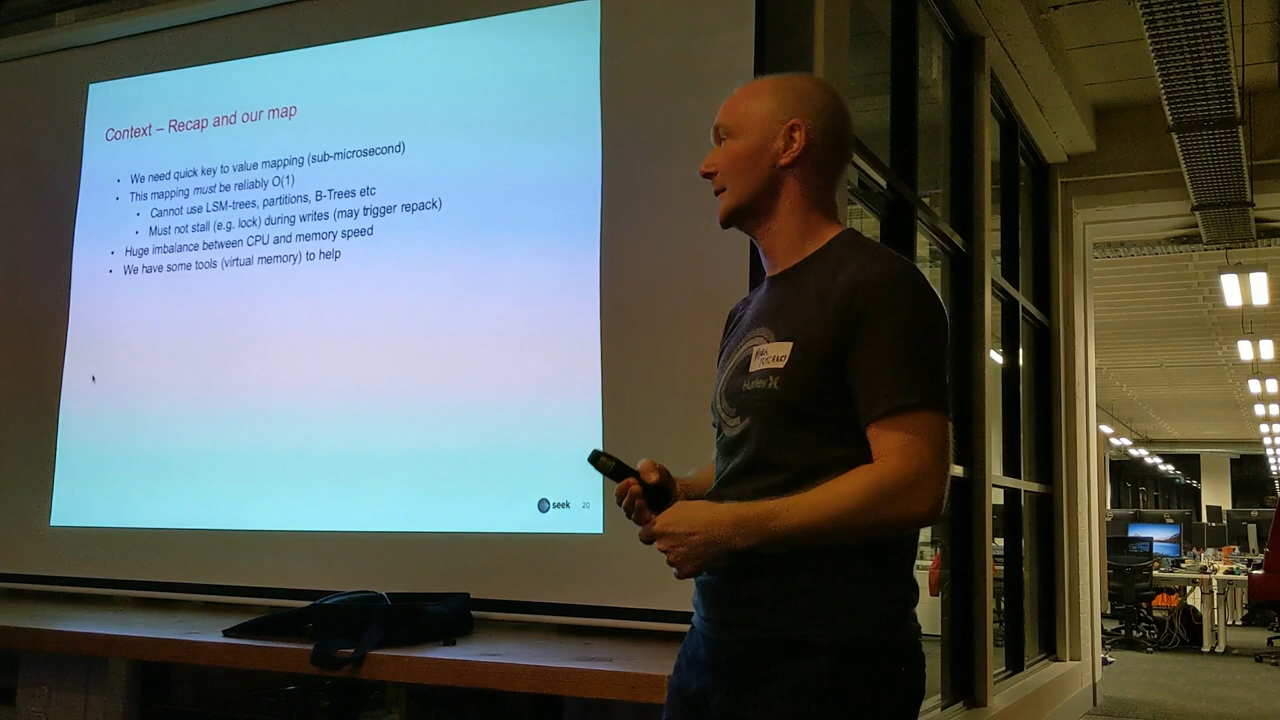 Context – Recap and our map
• We need quick key to value mapping (sub-microsecond)
• This mapping must be reliably O(1)
• Cannot use LSM-trees, partitions, B-Trees etc
• Must not stall (e.g. lock) during writes (may trigger repack)
• Huge imbalance between CPU and memory speed
• We have some tools (virtual memory) to help
seek 20
Hurley